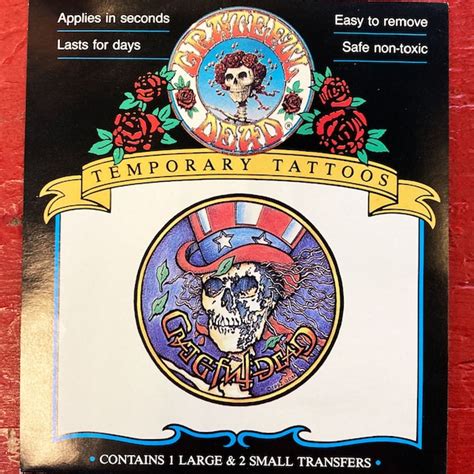 Applies in seconds
Lasts for days
Easy to remove
Safe non-toxic
GRATEFUL
DEAD
TEMPORARY TATTOOS
GRATEFUL DEAD
• CONTAINS 1 LARGE & 2 SMALL TRANSFERS •